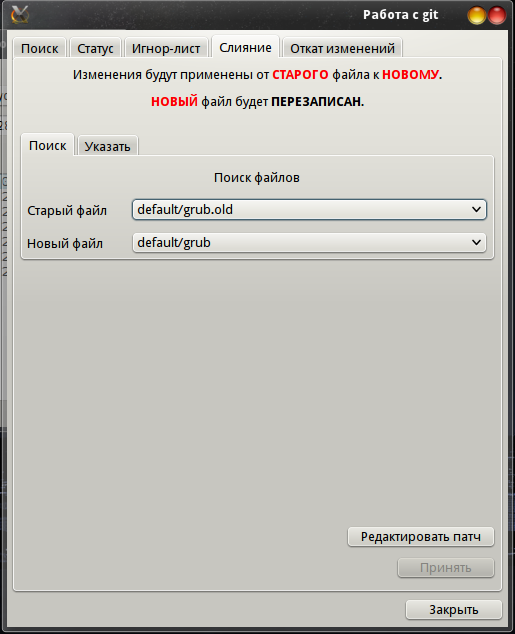 Работа с git
Поиск Статус Игнор-лист Слияние Откат изменений
Изменения будут применены от СТАРОГО файла к НОВОМУ.
НОВЫЙ файл будет ПЕРЕЗАПИСАН.
Поиск Указать
Поиск файлов
Старый файл default/grub.old
Новый файл default/grub
Редактировать патч
Принять
Закрыть